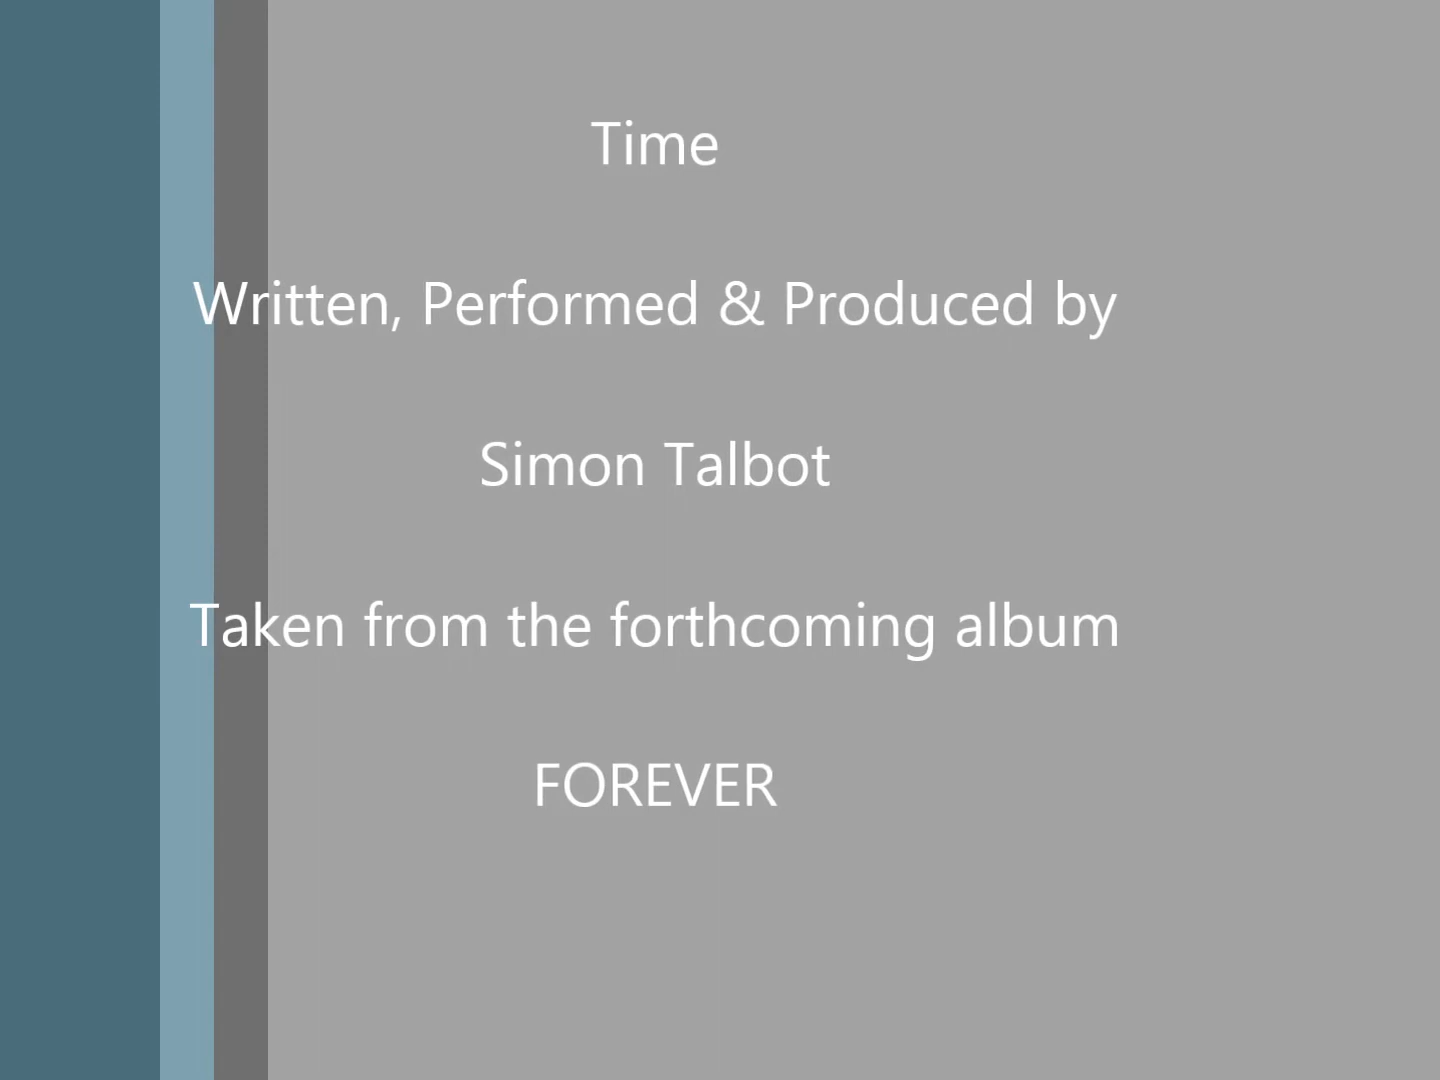 Time
Written, Performed & Produced by
Simon Talbot
Taken from the forthcoming album
FOREVER